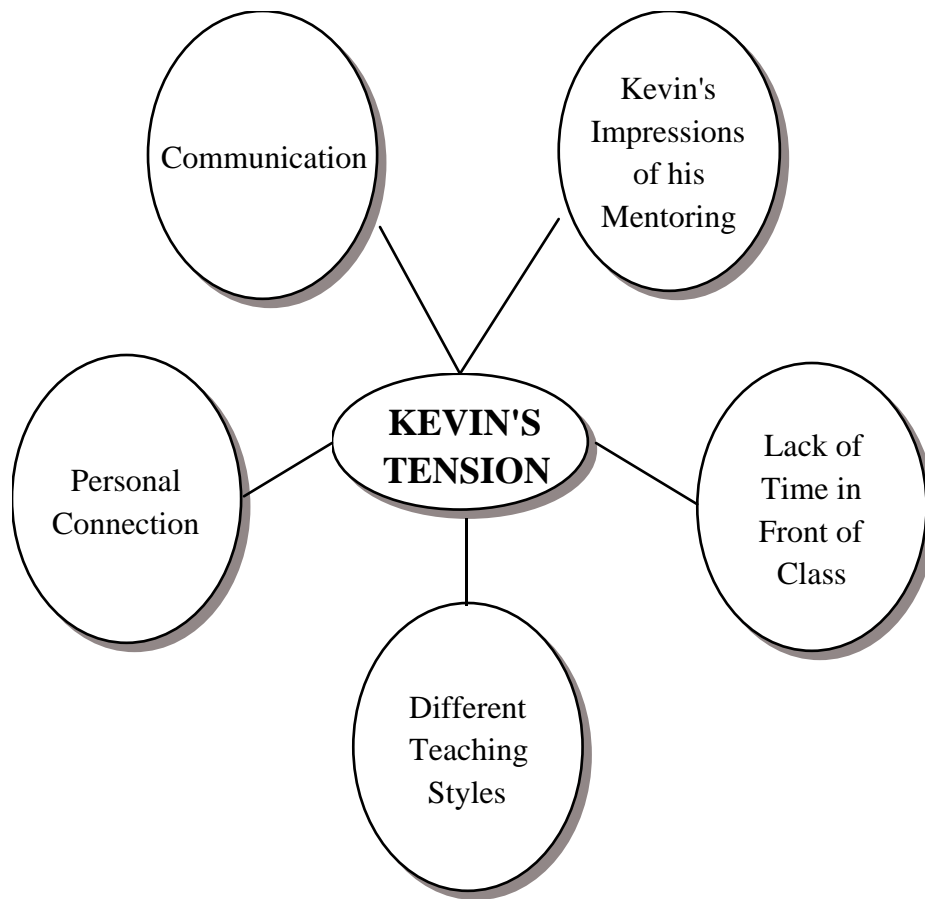 Communication
Kevin's
Impressions
of his
Mentoring
KEVIN'S
TENSION
Personal
Connection
Lack of
Time in
Front of
Class
Different
Teaching
Styles